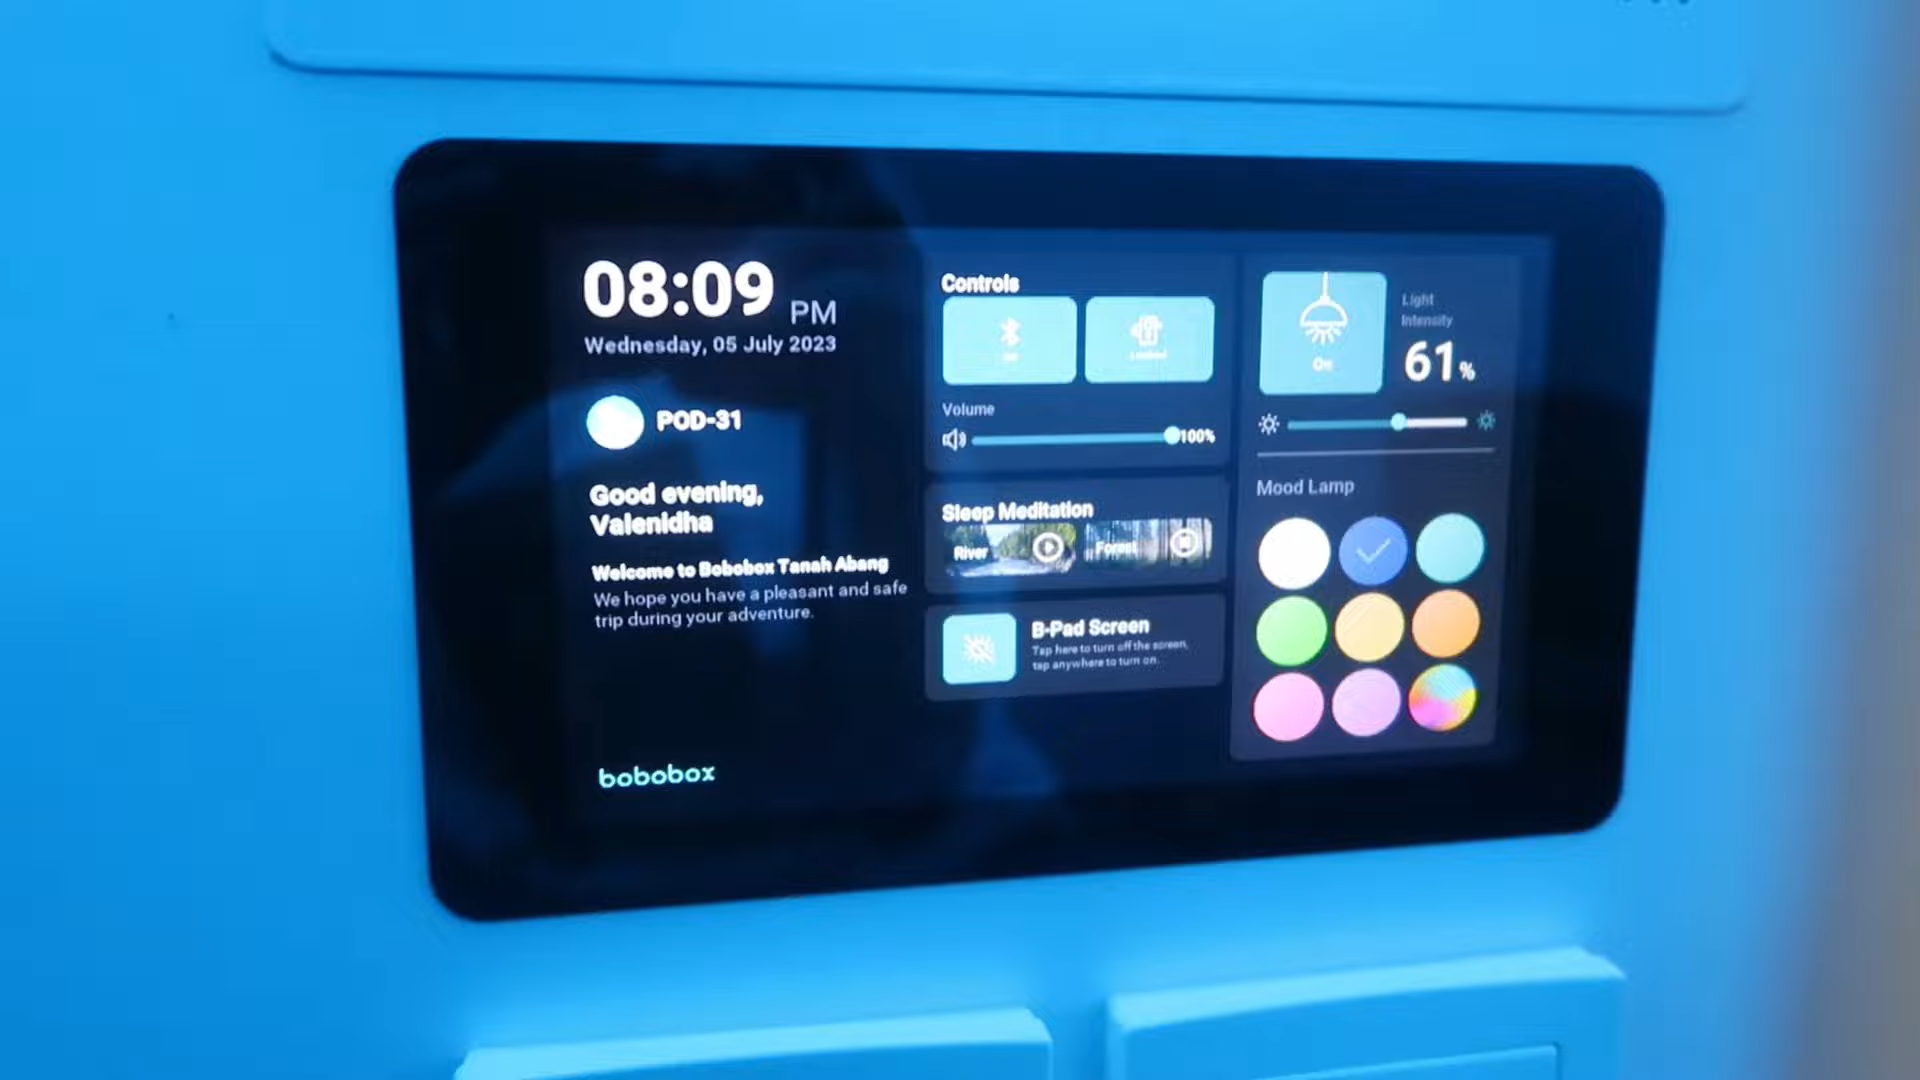 08:09 PM
Wednesday, 05 July 2023
POD-31
Good evening,
Valenidha
Welcome to Bobobox Tanah Abang
We hope you have a pleasant and safe
trip during your adventure.
bobobox
Controls
Volume
100%
Sleep Meditation
River
Forest
B-Pad Screen
Tap here to turn off the screen,
tap anywhere to turn on.
On
Light
Intensity
61%
Mood Lamp